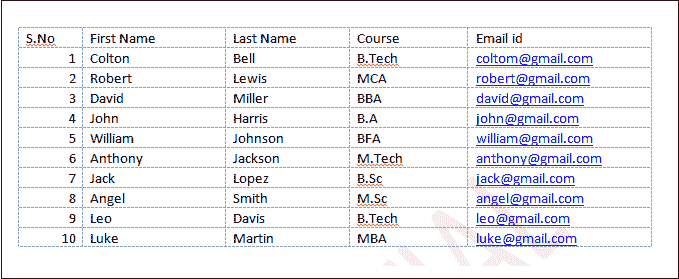 S.No First Name Last Name Course Email id
1 Colton Bell B.Tech coltom@gmail.com
2 Robert Lewis MCA robert@gmail.com
3 David Miller BBA david@gmail.com
4 John Harris B.A john@gmail.com
5 William Johnson BFA william@gmail.com
6 Anthony Jackson M.Tech anthony@gmail.com
7 Jack Lopez B.Sc jack@gmail.com
8 Angel Smith M.Sc angel@gmail.com
9 Leo Davis B.Tech leo@gmail.com
10 Luke Martin MBA luke@gmail.com